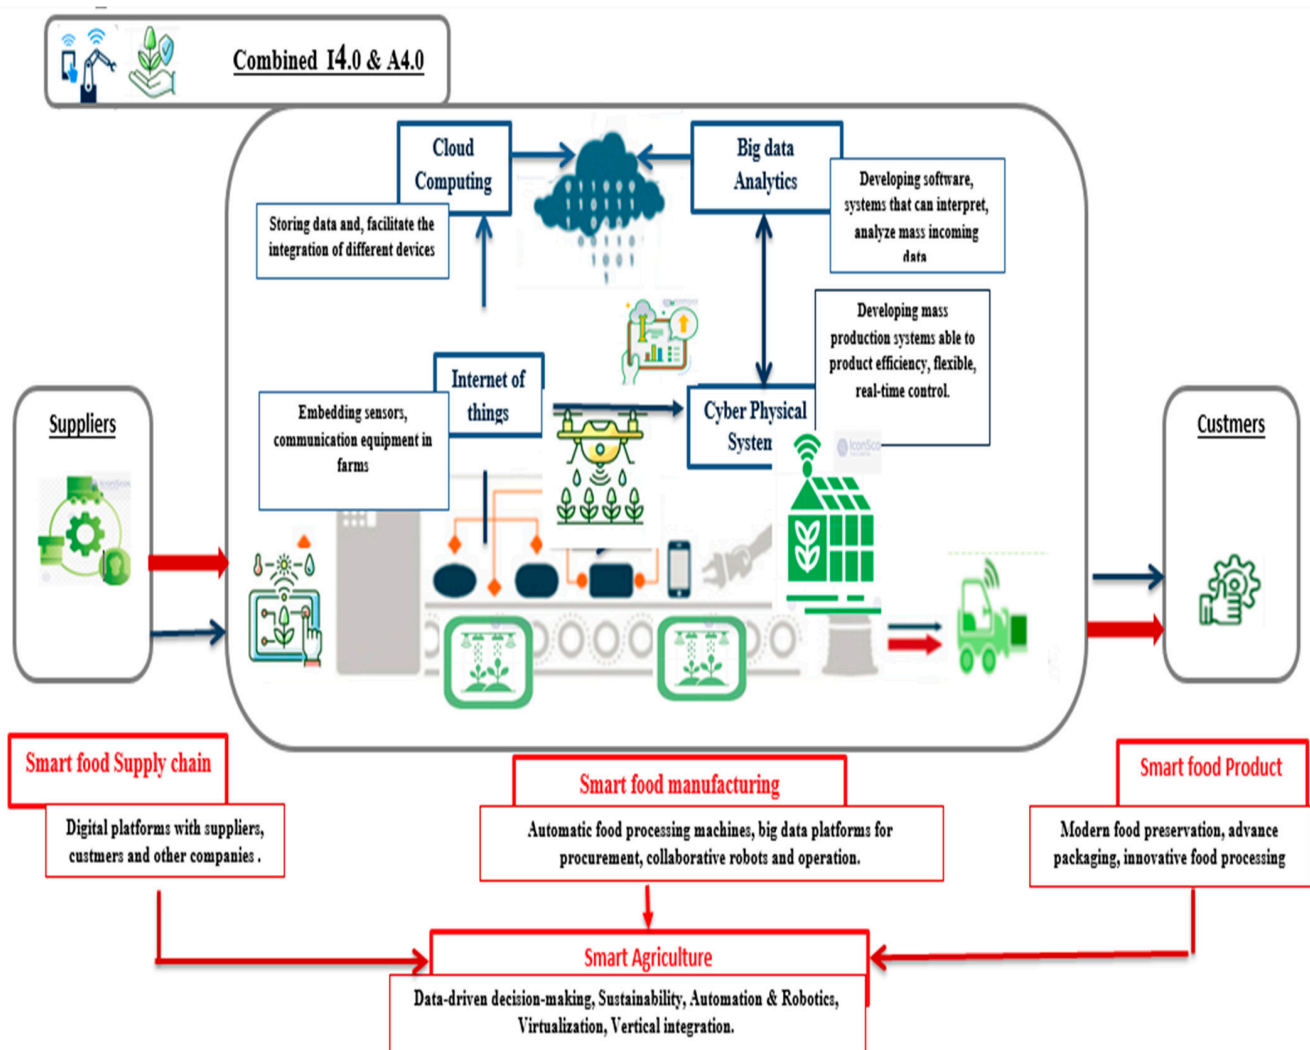 Combined I4.0 & A4.0
Cloud
Computing
Big data
Analytics
Storing data and, facilitate the
integration of different devices
Developing software,
systems that can interpret,
analyze mass incoming
data
Developing mass
production systems able to
product efficiency, flexible,
real-time control.
Internet of
things
Embedding sensors,
communication equipment in
farms
Cyber Physical
System
Suppliers
Custmers
Smart food Supply chain
Digital platforms with suppliers,
custmers and other companies .
Smart food manufacturing
Automatic food processing machines, big data platforms for
procurement, collaborative robots and operation.
Smart food Product
Modern food preservation, advance
packaging, innovative food processing
Smart Agriculture
Data-driven decision-making, Sustainability, Automation & Robotics,
Virtualization, Vertical integration.